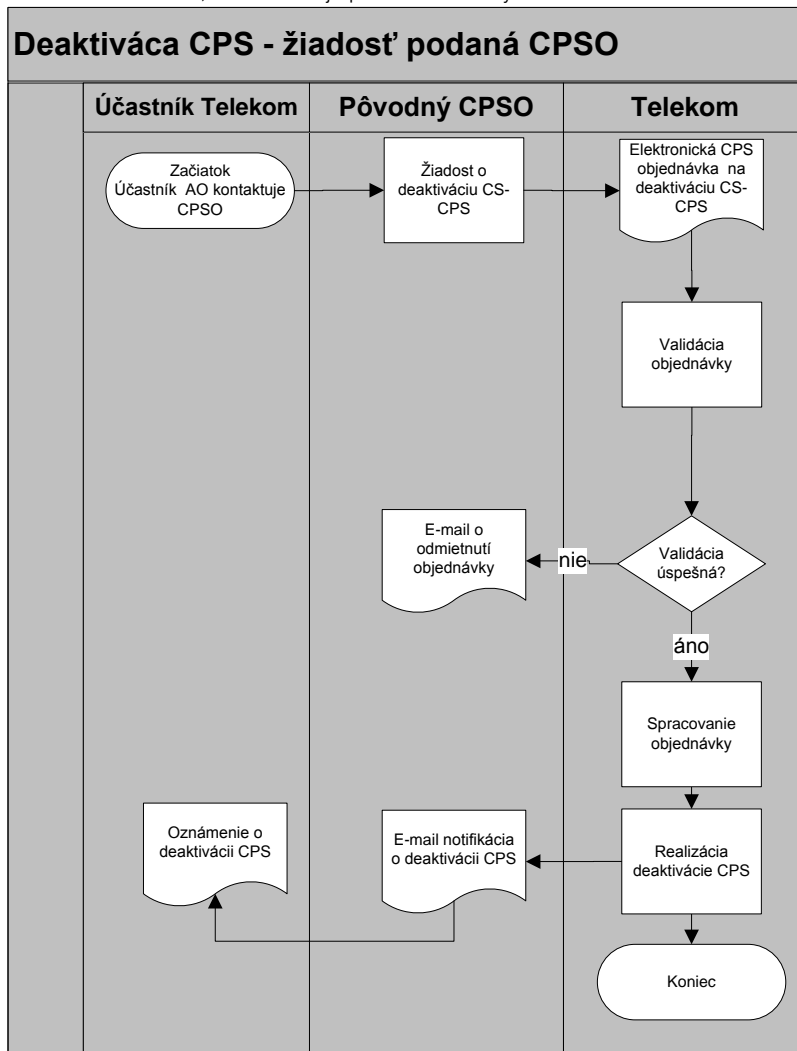 Deaktiváca CPS - žiadosť podaná CPSO
Účastník Telekom
Pôvodný CPSO
Telekom
Začiatok
Účastník AO kontaktuje
CPSO
Žiadost o
deaktiváciu CS-
CPS
Elektronická CPS
objednávka na
deaktiváciu CS-
CPS
Validácia
objednávky
Validácia
úspešná?
nie
E-mail o
odmietnutí
objednávky
áno
Spracovanie
objednávky
Realizácia
deaktivácie CPS
E-mail notifikácia
o deaktivácii CPS
Oznámenie o
deaktivácii CPS
Koniec